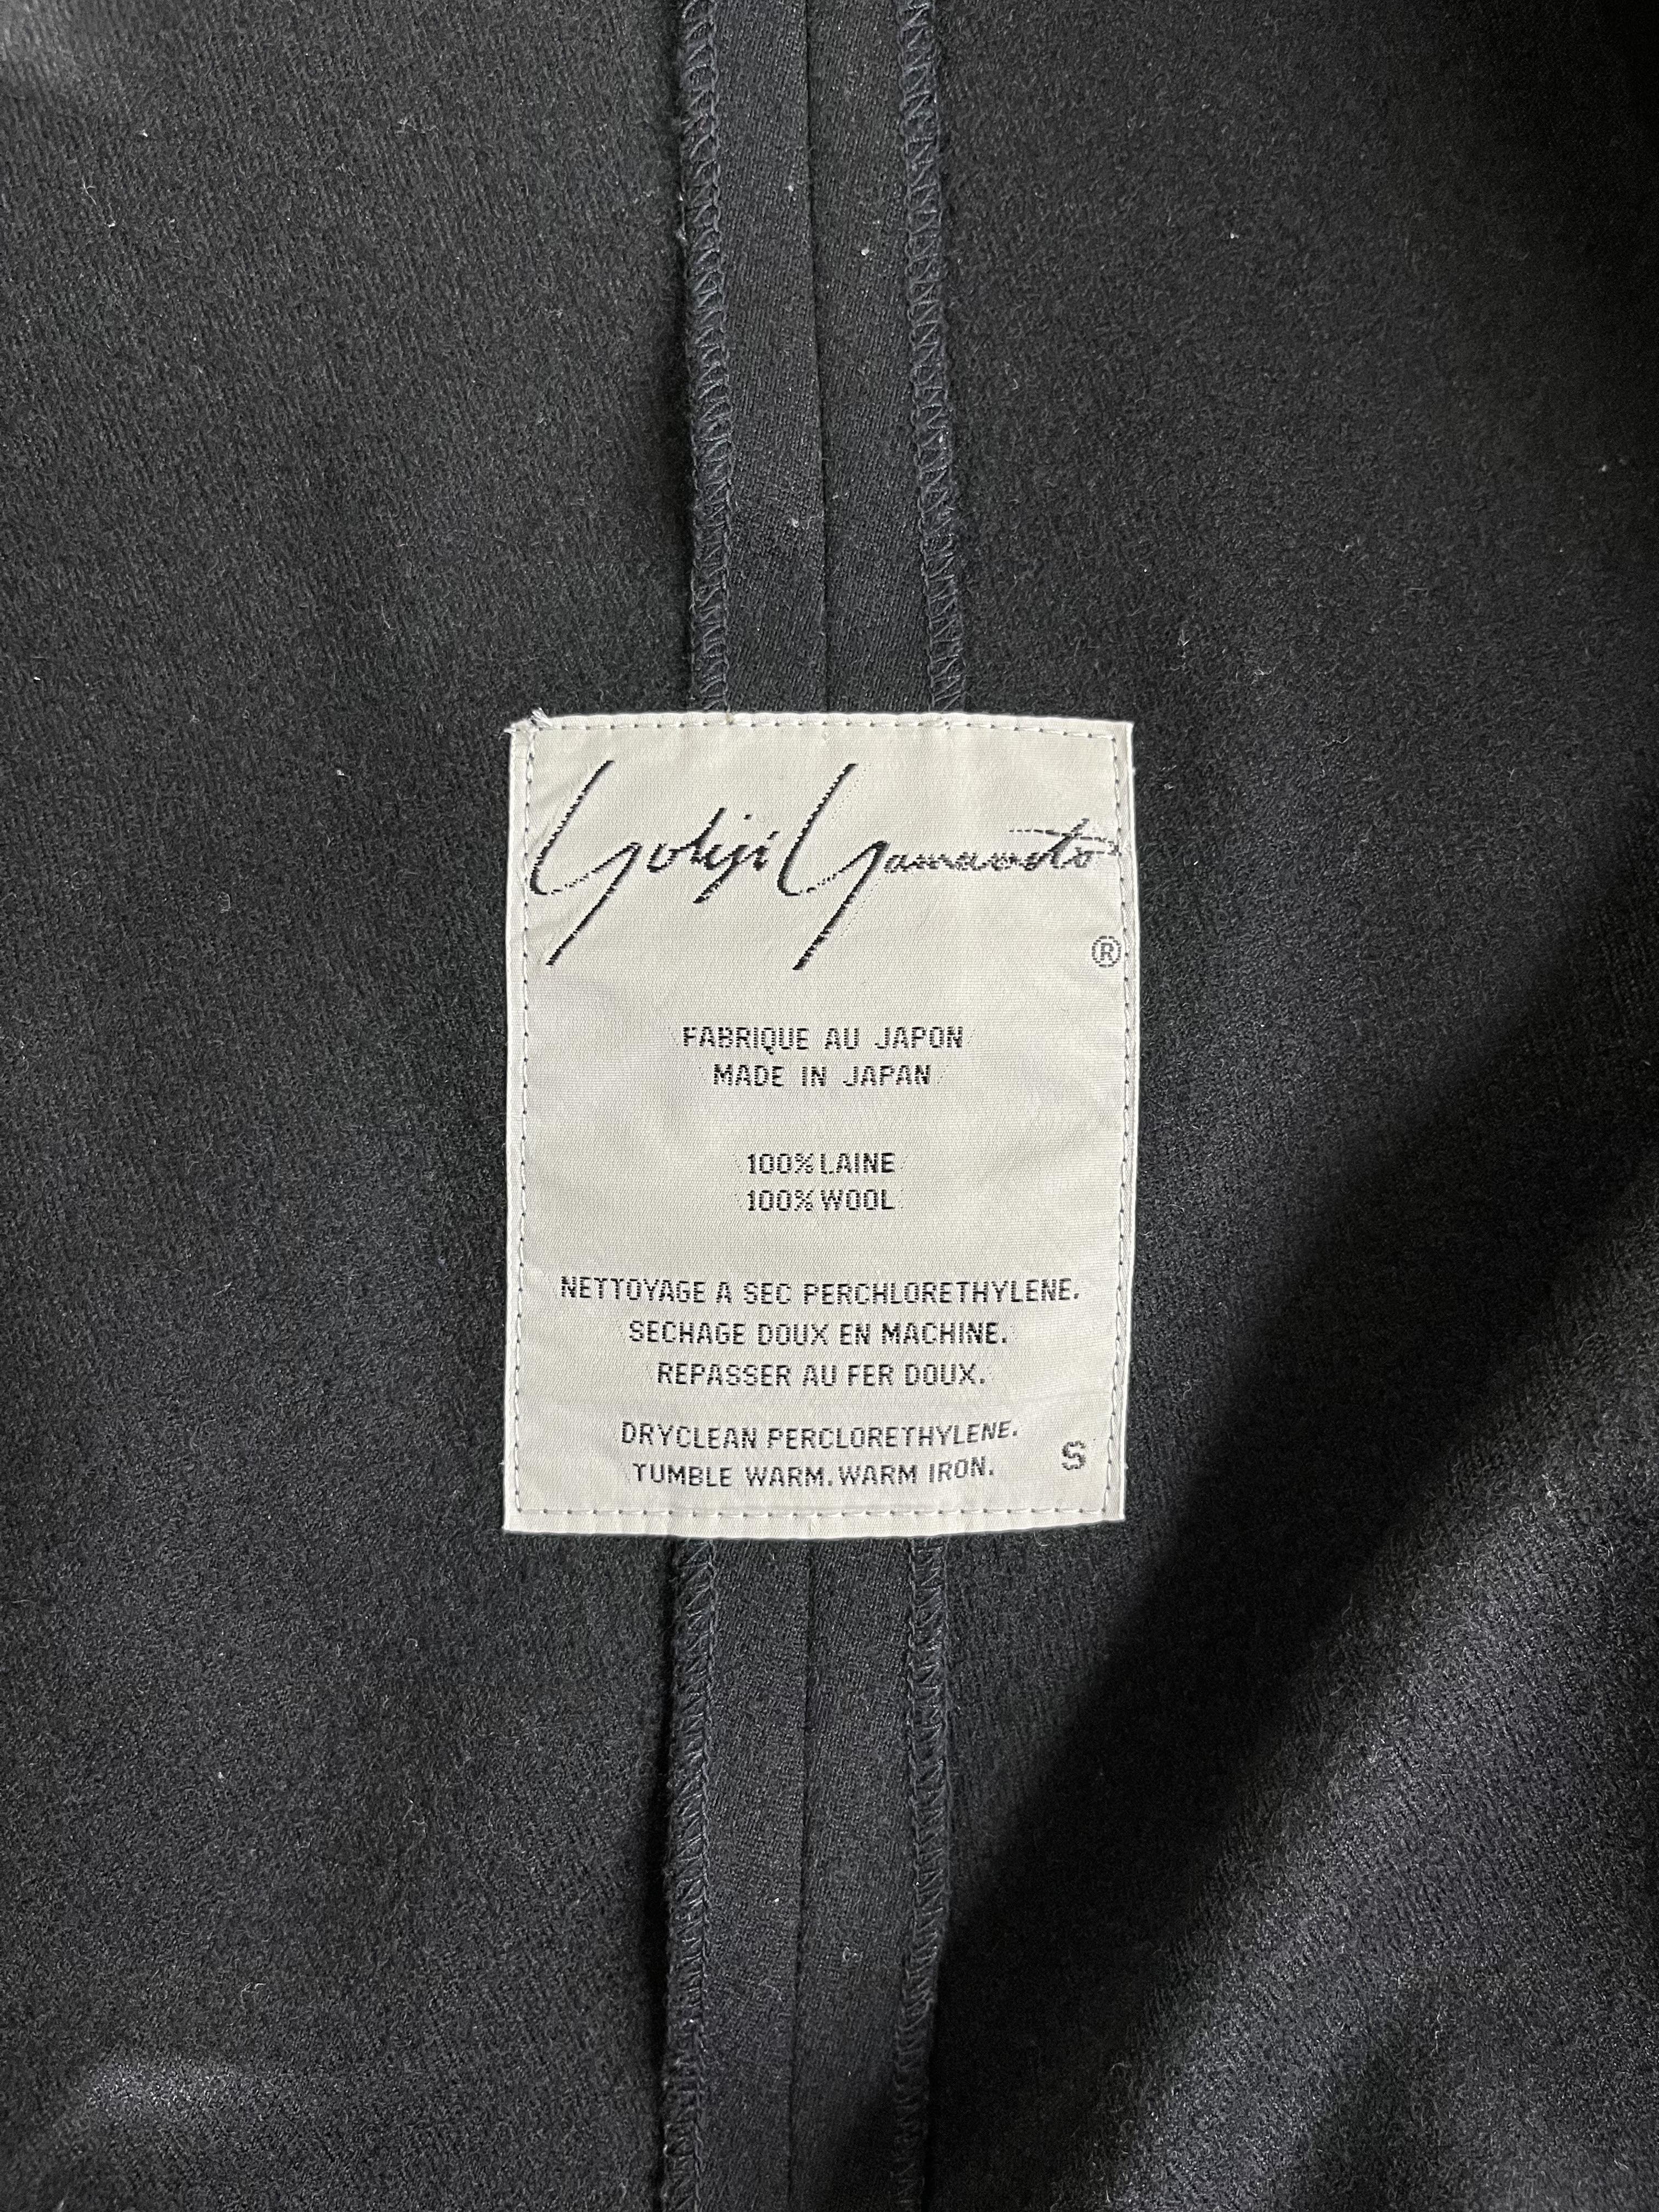 Yohji Yamamoto
®
FABRIQUE AU JAPON
MADE IN JAPAN
100% LAINE
100% WOOL
NETTOYAGE A SEC PERCHLORETHYLENE.
SECHAGE DOUX EN MACHINE.
REPASSER AU FER DOUX.
DRYCLEAN PERCLORETHYLENE.
TUMBLE WARM. WARM IRON.
S